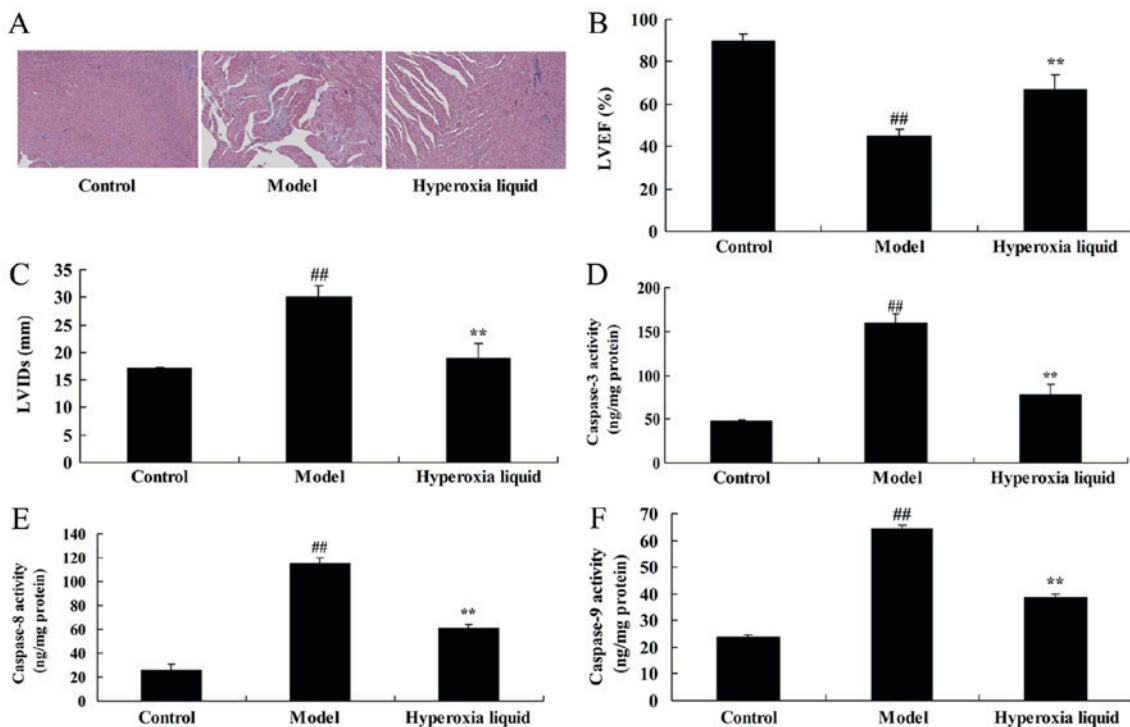 A
Control Model Hyperoxia liquid
B
LVEF (%)
100
80
60
40
20
0
##
**
Control Model Hyperoxia liquid
C
LVIDs (mm)
35
30
25
20
15
10
5
0
##
**
Control Model Hyperoxia liquid
D
Caspase-3 activity
(ng/mg protein)
200
150
100
50
0
##
**
Control Model Hyperoxia liquid
E
Caspase-8 activity
(ng/mg protein)
140
120
100
80
60
40
20
0
##
**
Control Model Hyperoxia liquid
F
Caspase-9 activity
(ng/mg protein)
70
60
50
40
30
20
10
0
##
**
Control Model Hyperoxia liquid